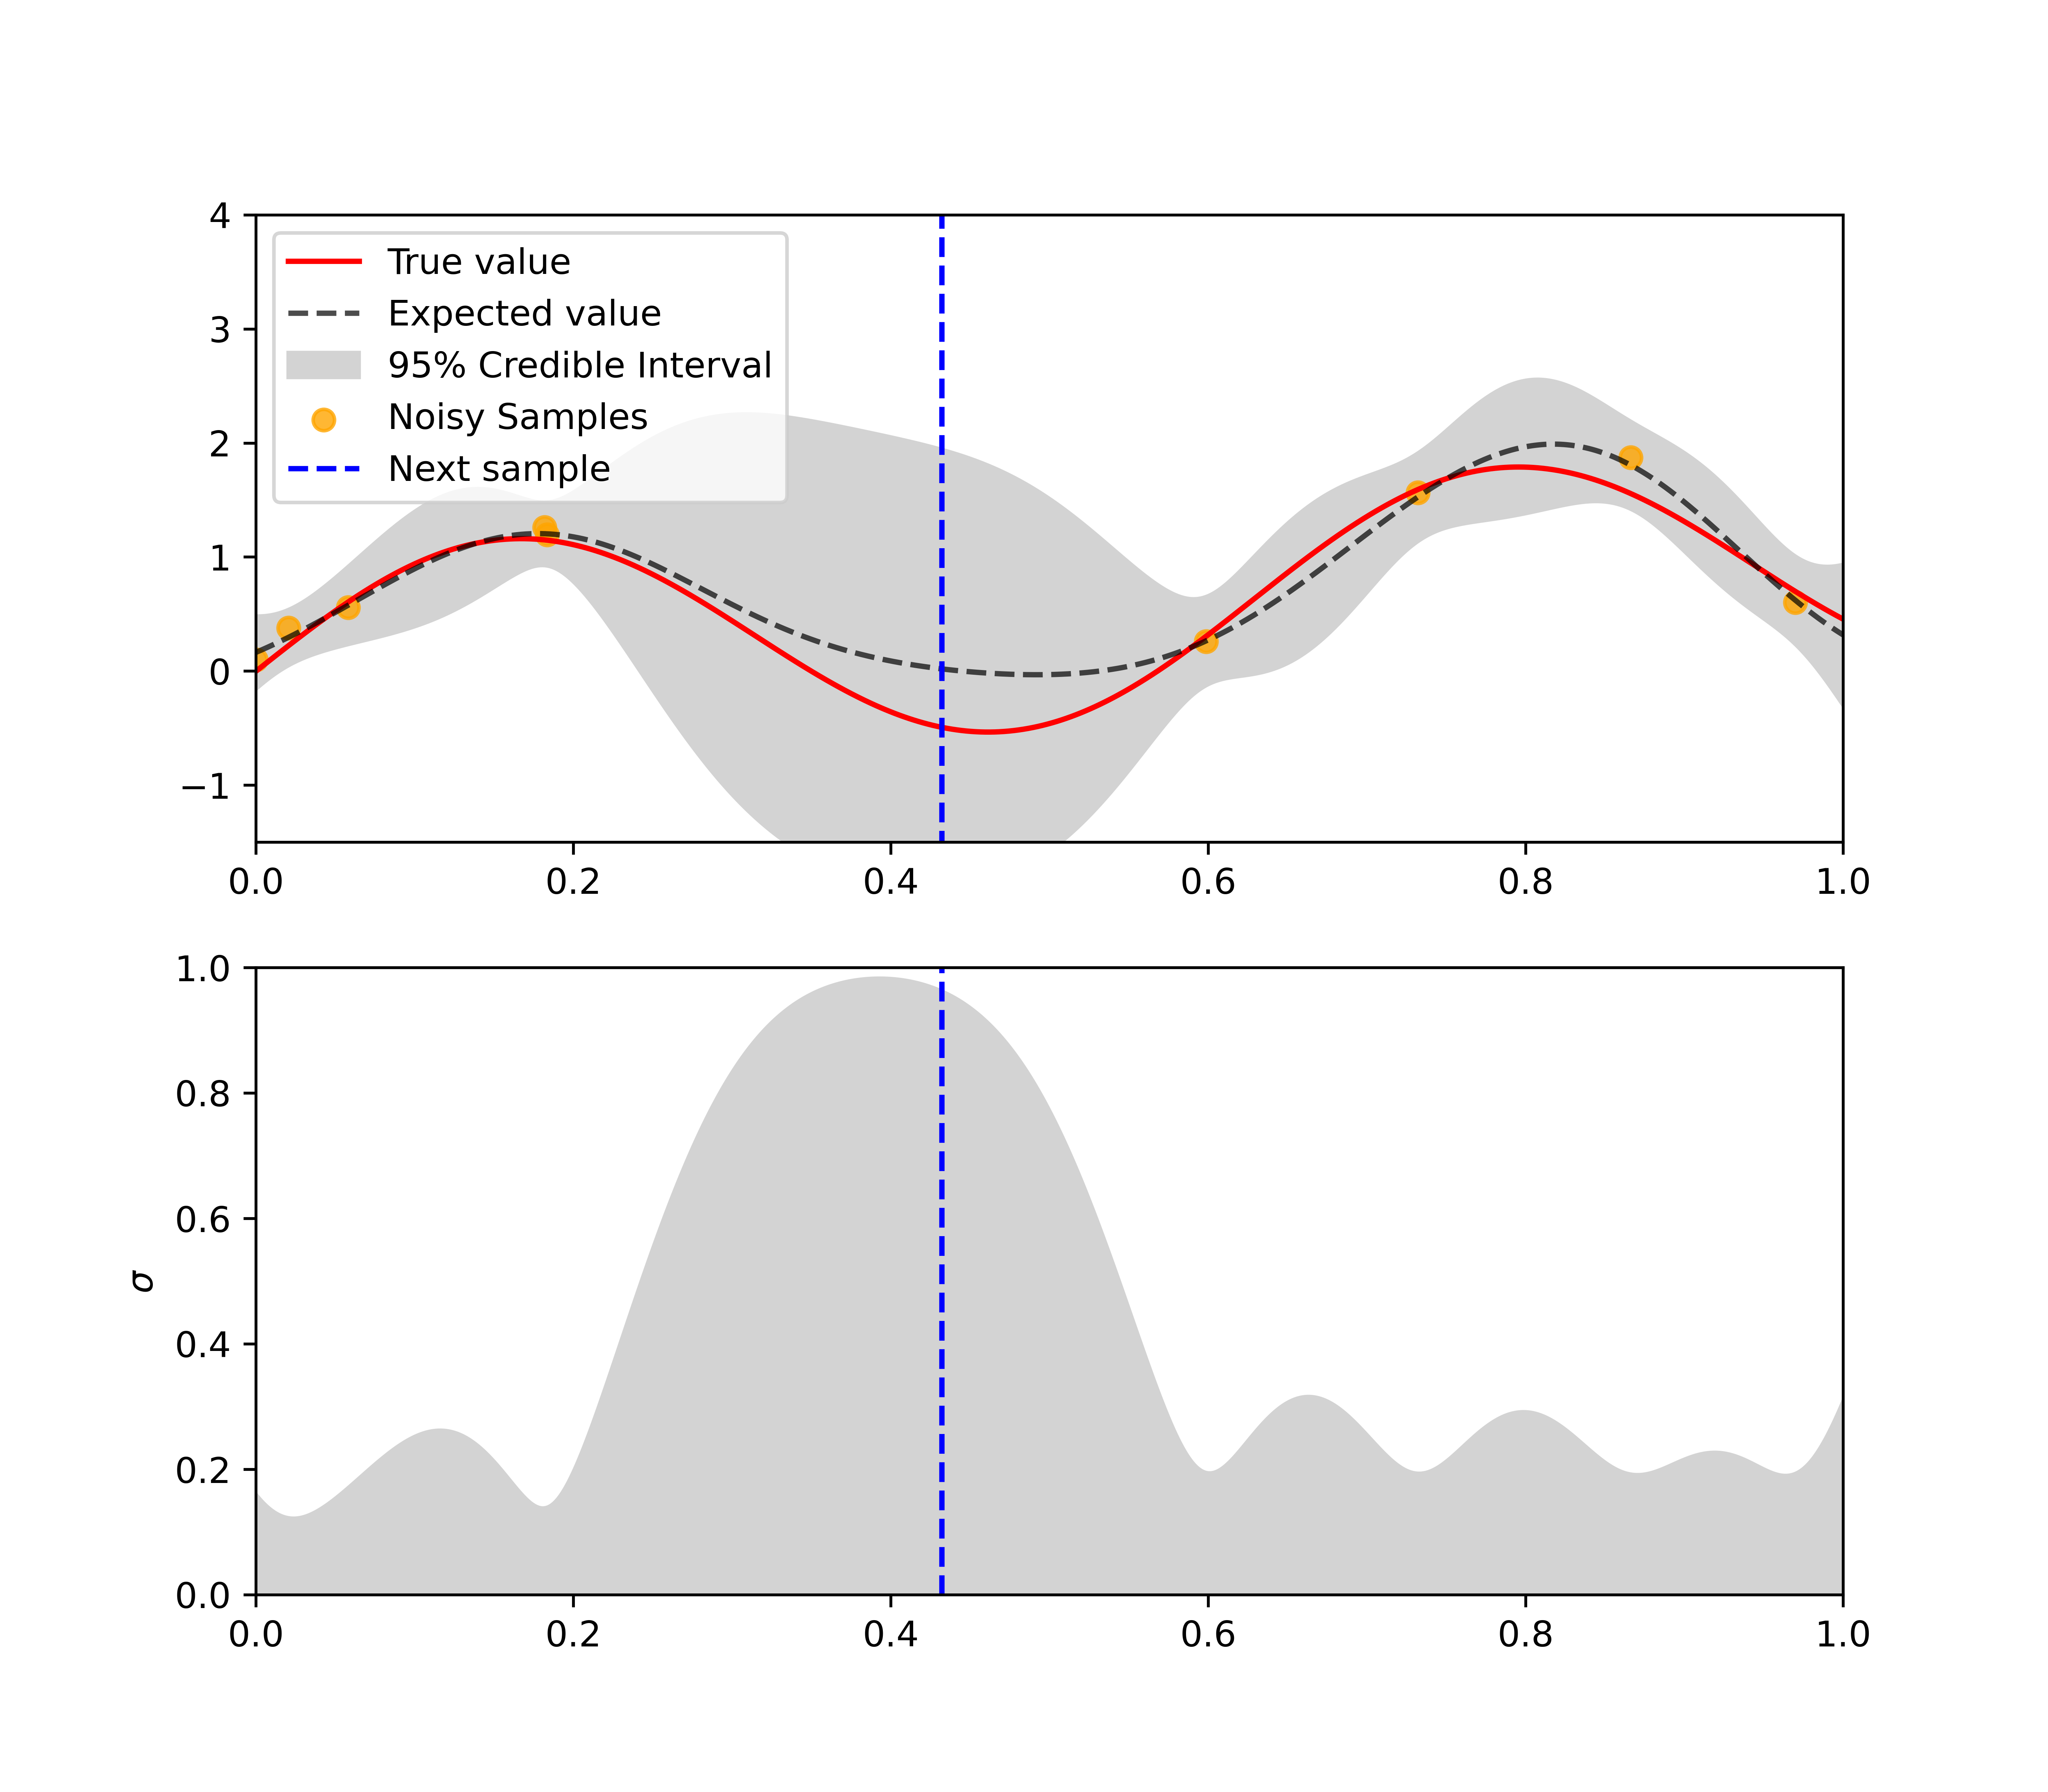 4
3
2
1
0
−1
True value
Expected value
95% Credible Interval
Noisy Samples
Next sample
0.0 0.2 0.4 0.6 0.8 1.0
1.0
0.8
0.6
0.4
0.2
0.0
σ
0.0 0.2 0.4 0.6 0.8 1.0